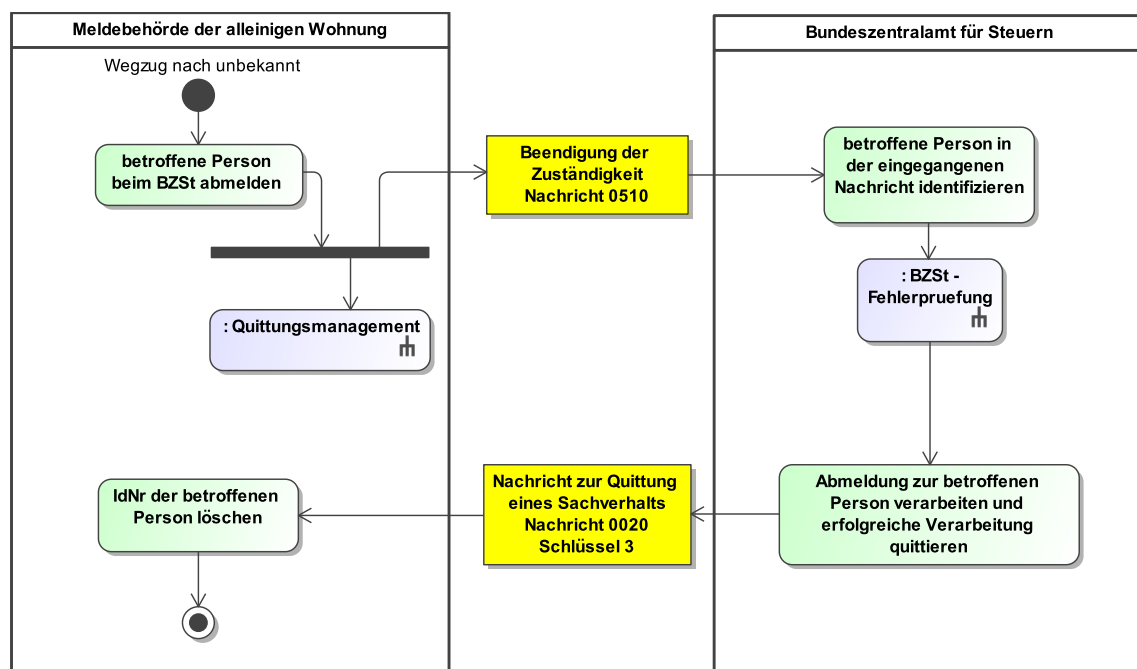 Meldebehörde der alleinigen Wohnung
Bundeszentralamt für Steuern
Wegzug nach unbekannt
betroffene Person
beim BZSt abmelden
Beendigung der
Zuständigkeit
Nachricht 0510
betroffene Person in
der eingegangenen
Nachricht identifizieren
: BZSt -
Fehlerpruefung
: Quittungsmanagement
Abmeldung zur betroffenen
Person verarbeiten und
erfolgreiche Verarbeitung
quittieren
Nachricht zur Quittung
eines Sachverhalts
Nachricht 0020
Schlüssel 3
IdNr der betroffenen
Person löschen